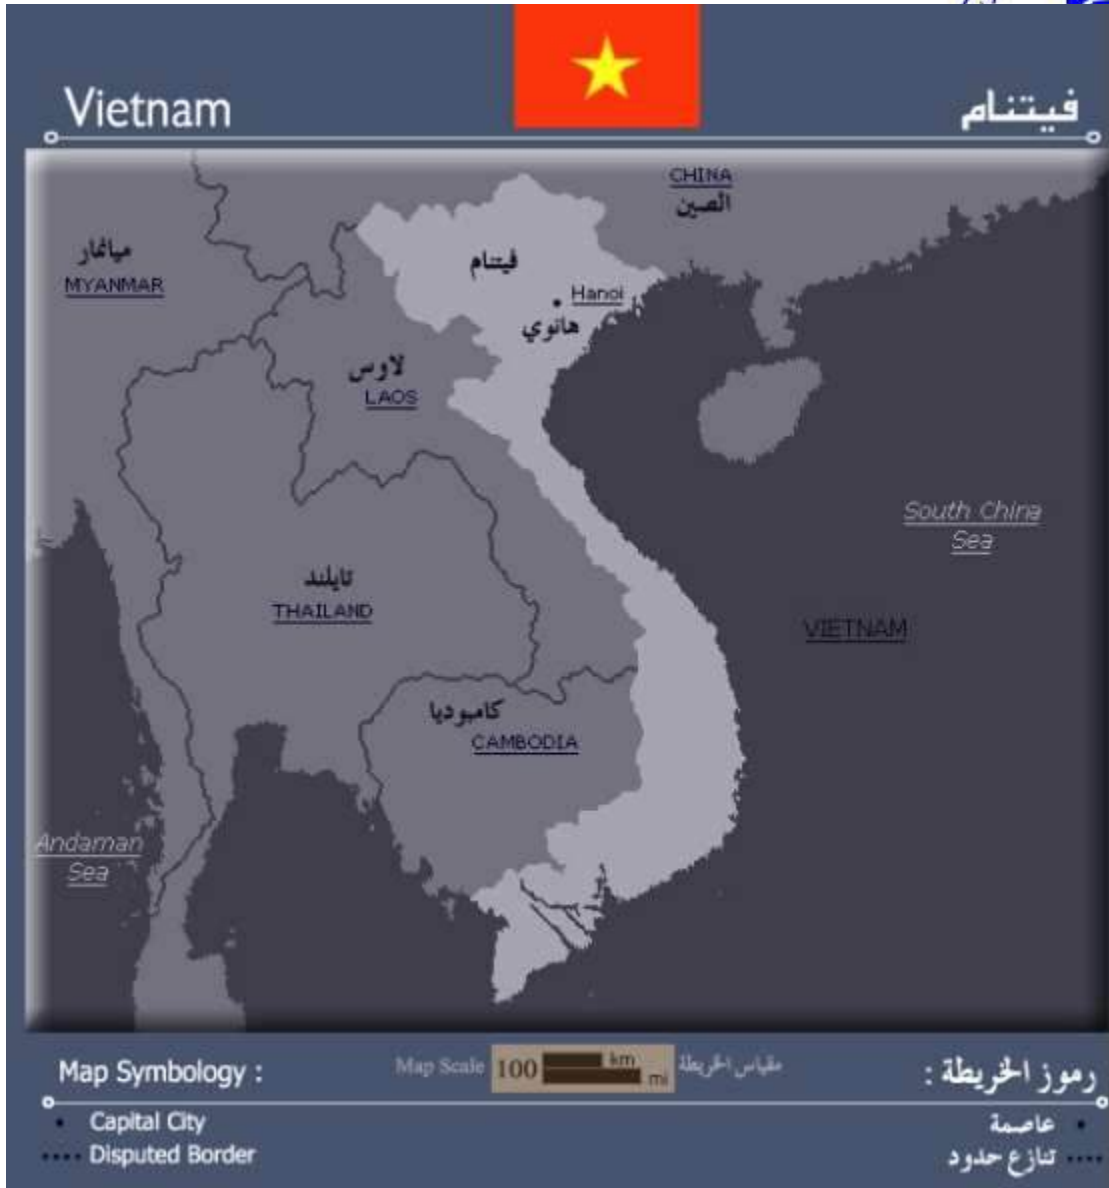 Vietnam
فيتنام
CHINA
الصين
ميانمار
MYANMAR
فيتنام
Hanoi
هانوي
لاوس
LAOS
South China
Sea
تايلند
THAILAND
VIETNAM
كامبوديا
CAMBODIA
Andaman
Sea
Map Symbology :
Map Scale 100 km mi مقياس الخريطة
رموز الخريطة :
Capital City
عاصمة
Disputed Border
تنازع حدود